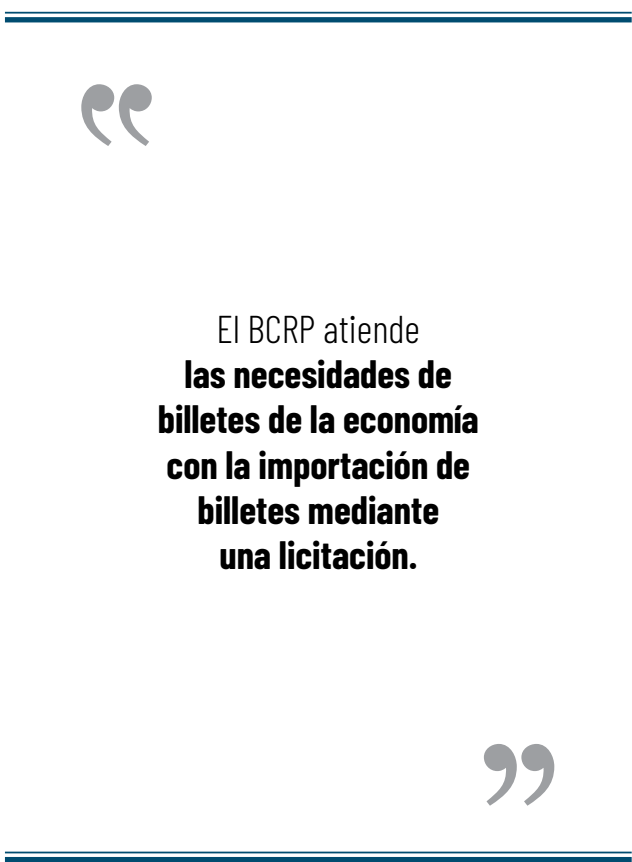 “
El BCRP atiende
las necesidades de
billetes de la economía
con la importación de
billetes mediante
una licitación.
”